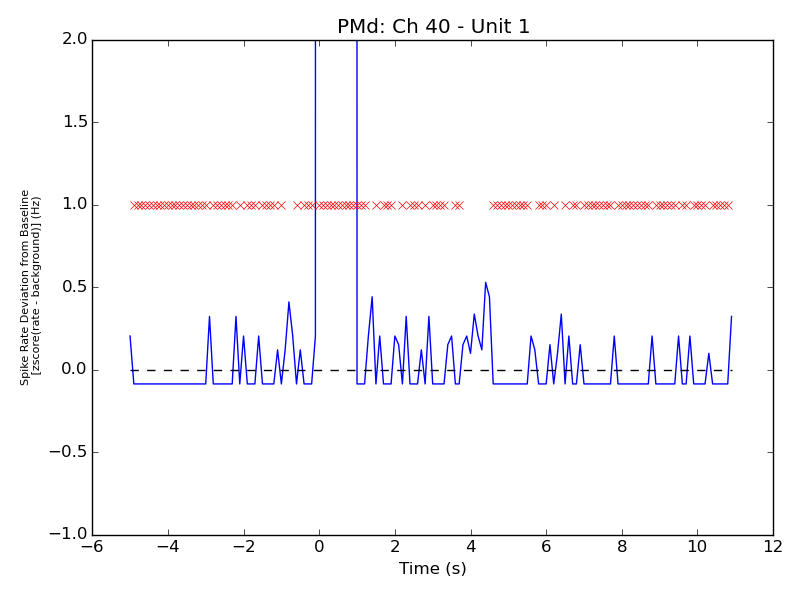 PMd: Ch 40 - Unit 1
2.0
1.5
1.0
0.5
0.0
−0.5
−1.0
Spike Rate Deviation from Baseline
[zscore(rate - background)] (Hz)
−6 −4 −2 0 2 4 6 8 10 12
Time (s)